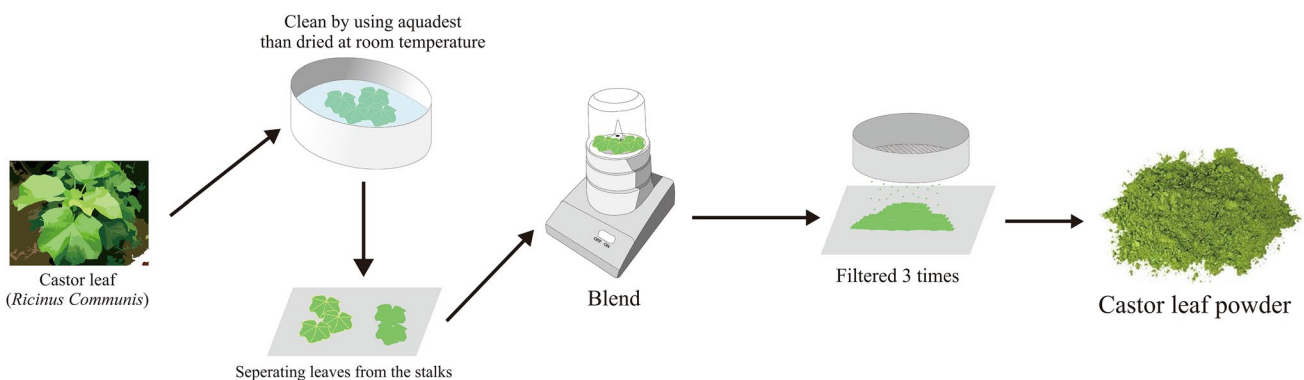 Clean by using aquadest
than dried at room temperature
Castor leaf
(Ricinus Communis)
Seperating leaves from the stalks
OFF ON
Blend
Filtered 3 times
Castor leaf powder